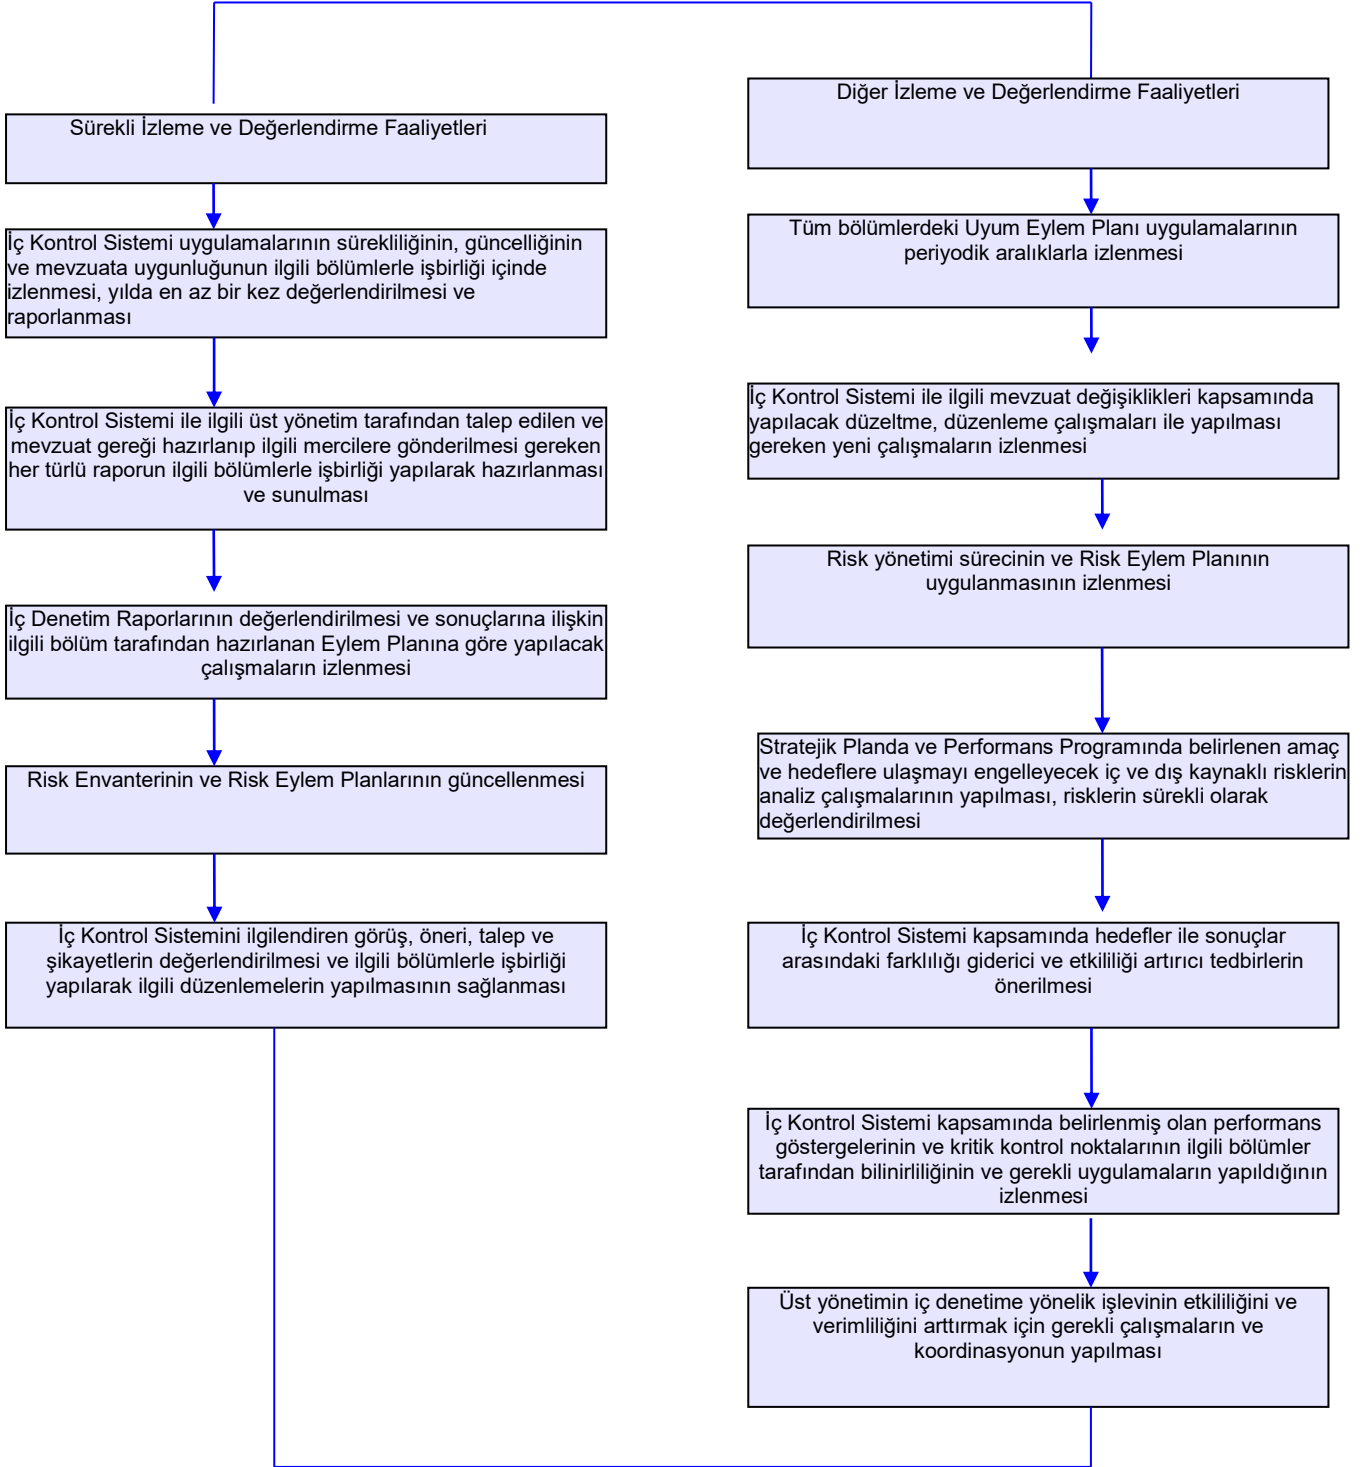 Sürekli İzleme ve Değerlendirme Faaliyetleri
İç Kontrol Sistemi uygulamalarının sürekliliğinin, güncelliğinin
ve mevzuata uygunluğunun ilgili bölümlerle işbirliği içinde
izlenmesi, yılda en az bir kez değerlendirilmesi ve
raporlanması
İç Kontrol Sistemi ile ilgili üst yönetim tarafından talep edilen ve
mevzuat gereği hazırlanıp ilgili mercilere gönderilmesi gereken
her türlü raporun ilgili bölümlerle işbirliği yapılarak hazırlanması
ve sunulması
İç Denetim Raporlarının değerlendirilmesi ve sonuçlarına ilişkin
ilgili bölüm tarafından hazırlanan Eylem Planına göre yapılacak
çalışmaların izlenmesi
Risk Envanterinin ve Risk Eylem Planlarının güncellenmesi
İç Kontrol Sistemini ilgilendiren görüş, öneri, talep ve
şikayetlerin değerlendirilmesi ve ilgili bölümlerle işbirliği
yapılarak ilgili düzenlemelerin yapılmasının sağlanması
Diğer İzleme ve Değerlendirme Faaliyetleri
Tüm bölümlerdeki Uyum Eylem Planı uygulamalarının
periyodik aralıklarla izlenmesi
İç Kontrol Sistemi ile ilgili mevzuat değişiklikleri kapsamında
yapılacak düzeltme, düzenleme çalışmaları ile yapılması
gereken yeni çalışmaların izlenmesi
Risk yönetimi sürecinin ve Risk Eylem Planının
uygulanmasının izlenmesi
Stratejik Planda ve Performans Programında belirlenen amaç
ve hedeflere ulaşmayı engelleyecek iç ve dış kaynaklı risklerin
analiz çalışmalarının yapılması, risklerin sürekli olarak
değerlendirilmesi
İç Kontrol Sistemi kapsamında hedefler ile sonuçlar
arasındaki farklılığı giderici ve etkililiği artırıcı tedbirlerin
önerilmesi
İç Kontrol Sistemi kapsamında belirlenmiş olan performans
göstergelerinin ve kritik kontrol noktalarının ilgili bölümler
tarafından bilinirliliğinin ve gerekli uygulamaların yapıldığının
izlenmesi
Üst yönetimin iç denetime yönelik işlevinin etkililiğini ve
verimliliğini arttırmak için gerekli çalışmaların ve
koordinasyonun yapılması